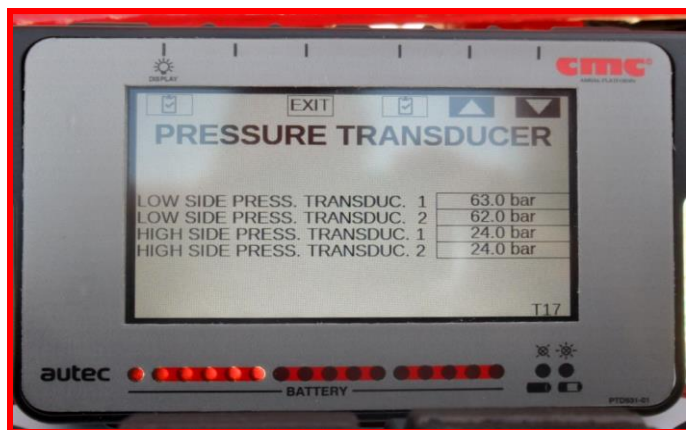 DISPLAY
cmc®
AERIAL PLATFORMS
EXIT
PRESSURE TRANSDUCER
LOW SIDE PRESS. TRANSDUC. 1 63.0 bar
LOW SIDE PRESS. TRANSDUC. 2 62.0 bar
HIGH SIDE PRESS. TRANSDUC. 1 24.0 bar
HIGH SIDE PRESS. TRANSDUC. 2 24.0 bar
T17
autec
BATTERY